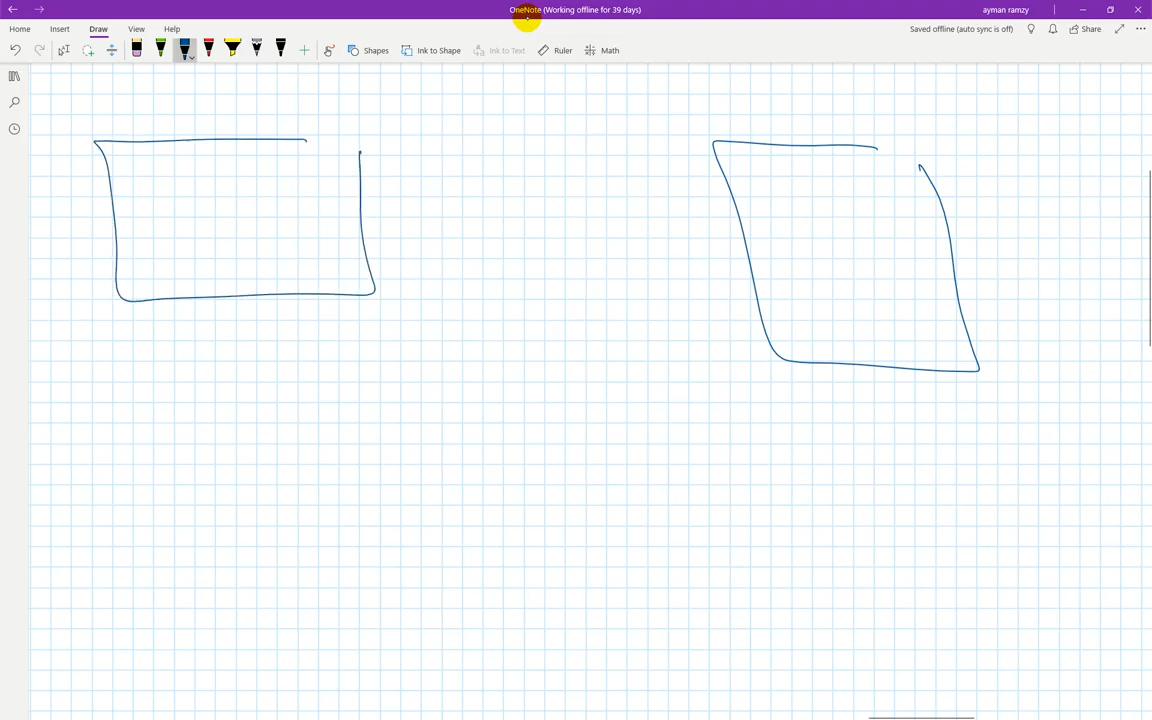 OneNote (Working offline for 39 days)
ayman ramzy
Home Insert Draw View Help
Saved offline (auto sync is off)
Share
Shapes Ink to Shape Ink to Text Ruler Math